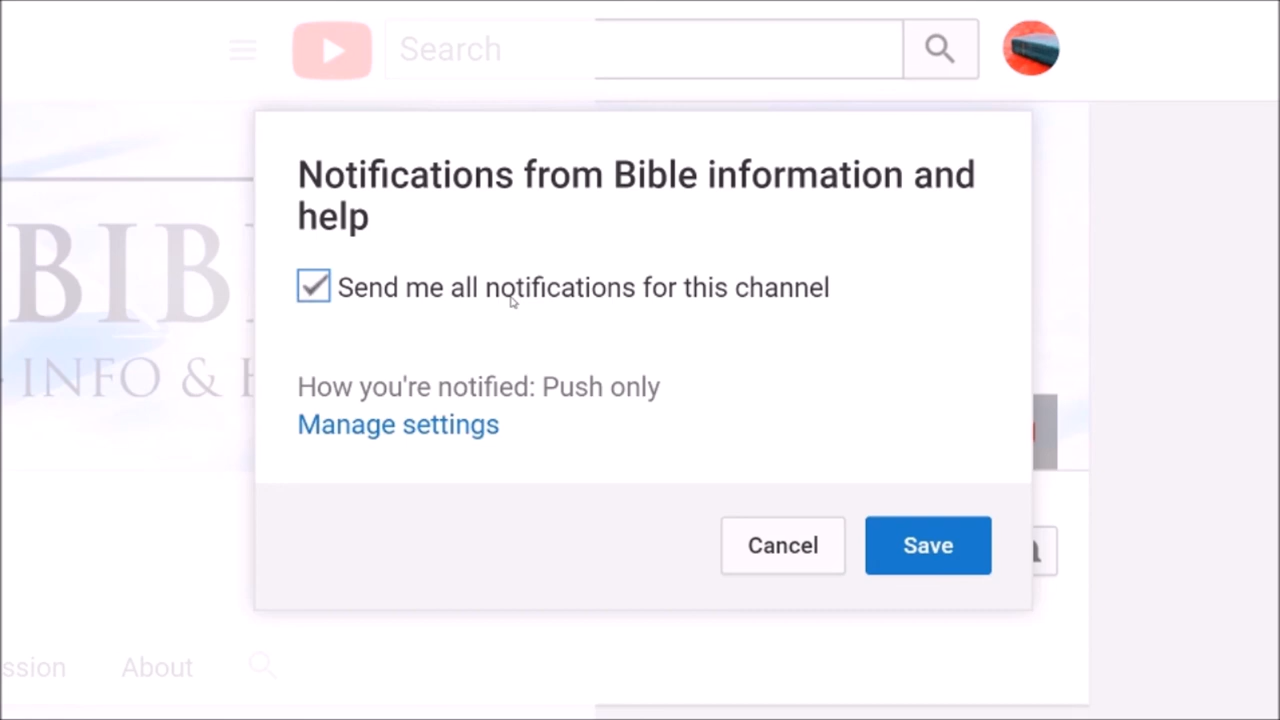 Search
Notifications from Bible information and
help
Send me all notifications for this channel
How you're notified: Push only
Manage settings
Cancel
Save
BIB
INFO & H
ssion
About